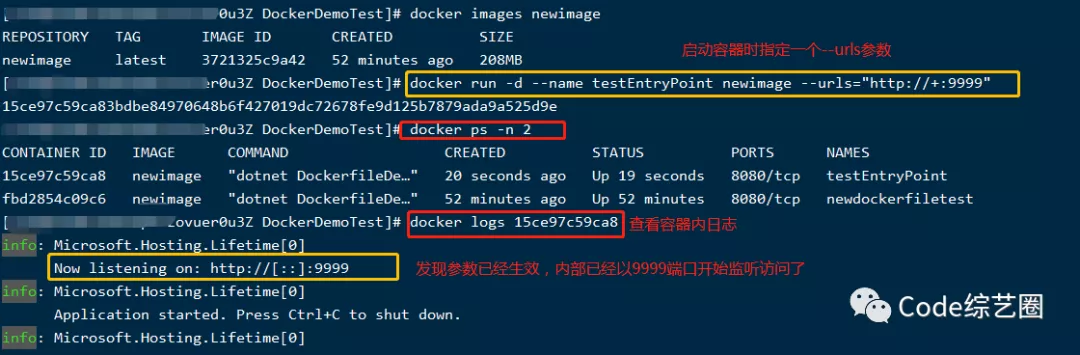 [ er0u3Z DockerDemoTest]# docker images newimage
REPOSITORY TAG IMAGE ID CREATED SIZE
newimage latest 3721325c9a42 52 minutes ago 208MB
启动容器时指定一个--urls参数
[ er0u3Z DockerDemoTest]# docker run -d --name testEntryPoint newimage --urls="http://+:9999"
15ce97c59ca83bdbe84970648b6f427019dc72678fe9d125b7879ada9a525d9e
er0u3Z DockerDemoTest]# docker ps -n 2
CONTAINER ID IMAGE COMMAND CREATED STATUS PORTS NAMES
15ce97c59ca8 newimage "dotnet DockerfileDe…" 20 seconds ago Up 19 seconds 8080/tcp testEntryPoint
fbd2854c09c6 newimage "dotnet DockerfileDe…" 52 minutes ago Up 52 minutes 8080/tcp newdockerfiletest
[ zovuer0u3Z DockerDemoTest]# docker logs 15ce97c59ca8 查看容器内日志
info: Microsoft.Hosting.Lifetime[0]
Now listening on: http://[::]:9999 发现参数已经生效，内部已经以9999端口开始监听访问了
info: Microsoft.Hosting.Lifetime[0]
Application started. Press Ctrl+C to shut down.
info: Microsoft.Hosting.Lifetime[0]
Code综艺圈